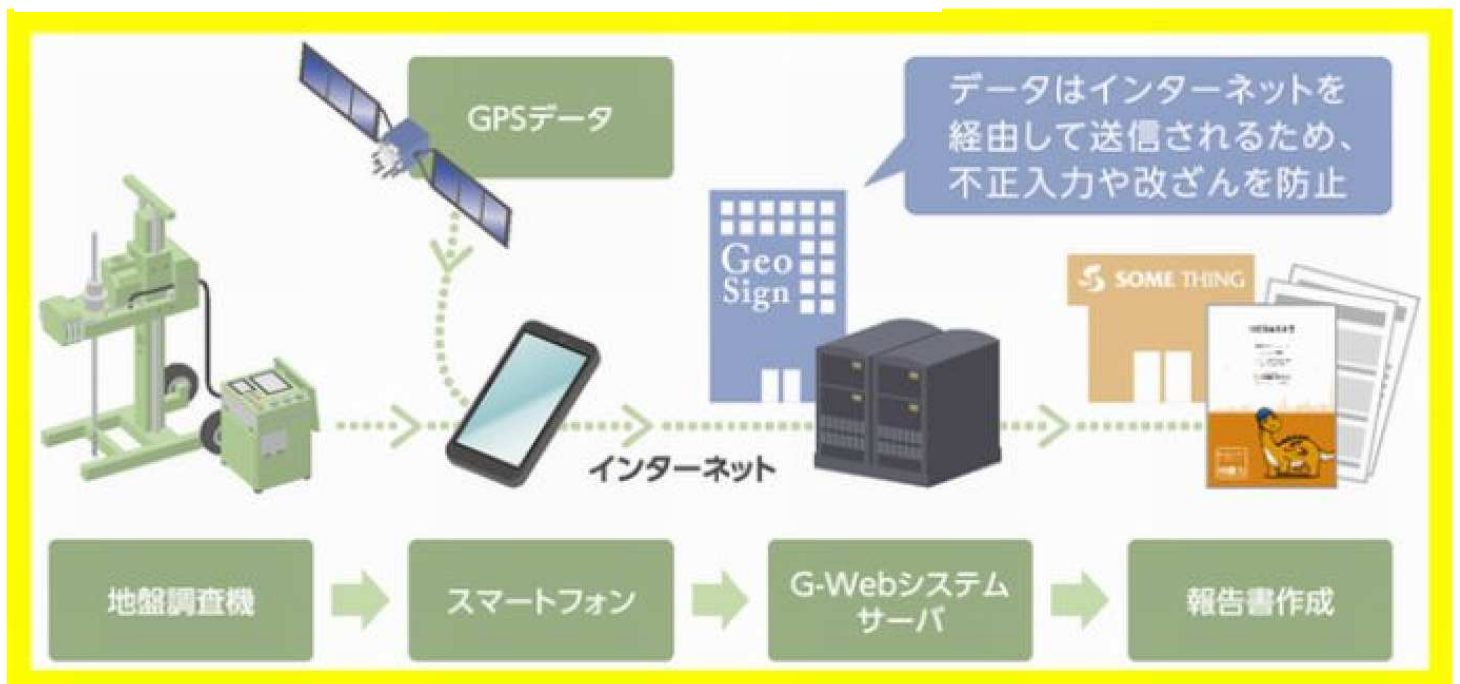 GPSデータ
データはインターネットを
経由して送信されるため、
不正入力や改ざんを防止
Geo
Sign
SOME THING
インターネット
地盤調査機
スマートフォン
G-Webシステム
サーバ
報告書作成